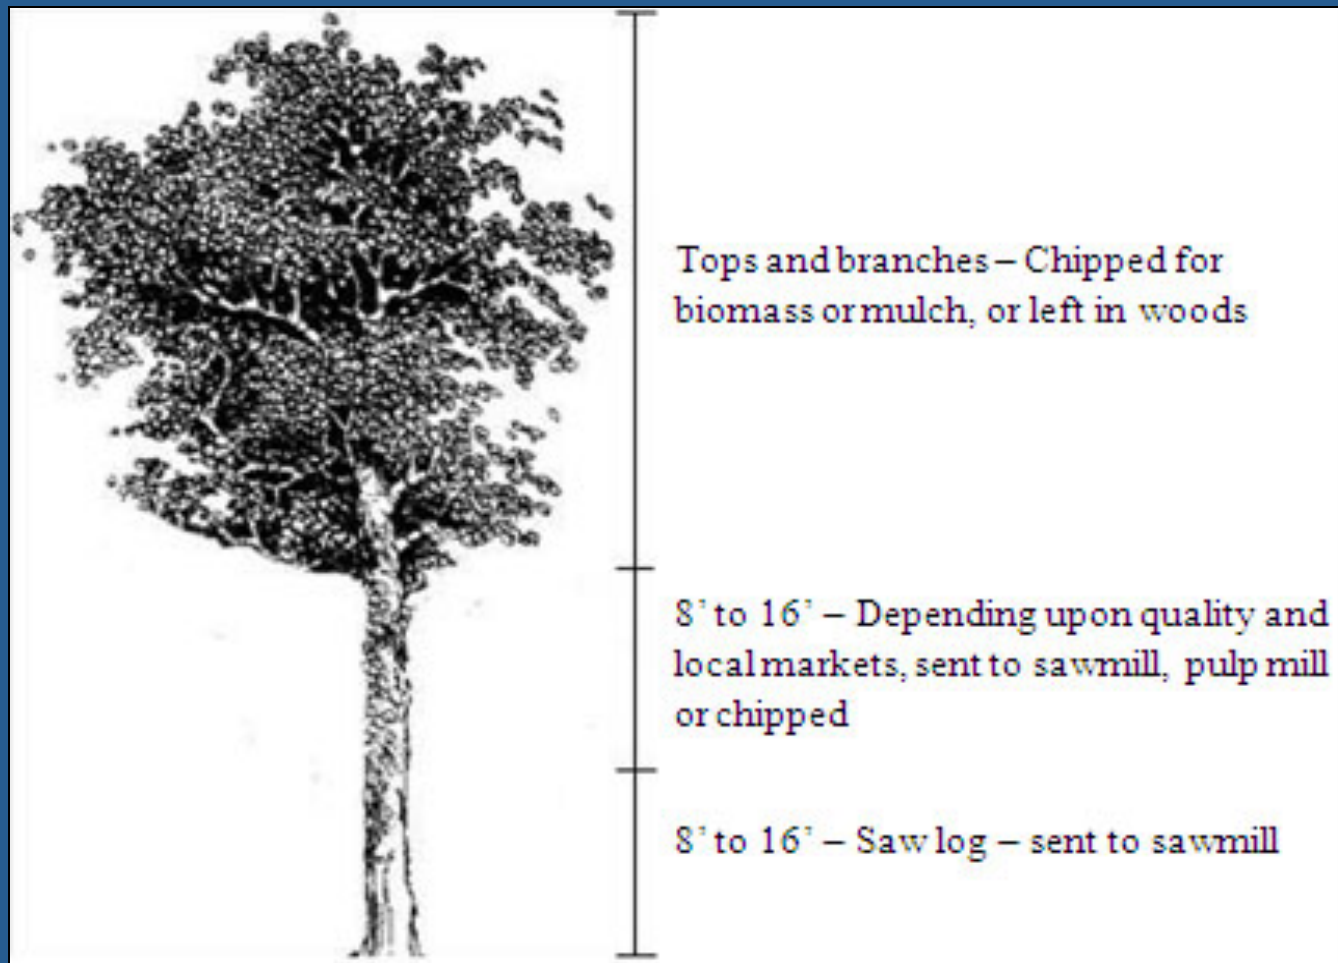 Tops and branches – Chipped for
biomass or mulch, or left in woods
8' to 16' – Depending upon quality and
local markets, sent to sawmill, pulp mill
or chipped
8' to 16' – Saw log – sent to sawmill